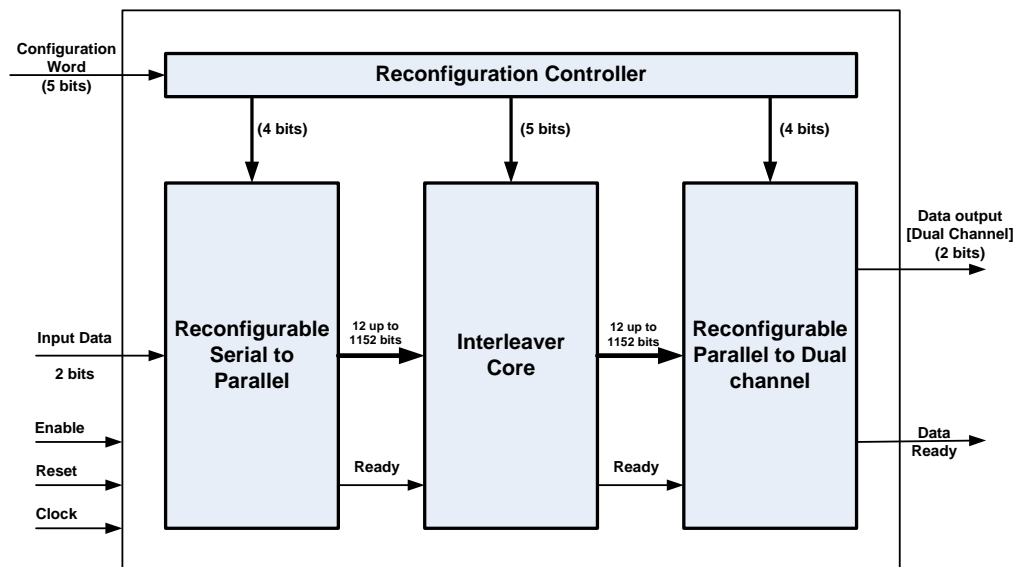 Configuration
Word
(5 bits)
Reconfiguration Controller
(4 bits)
(5 bits)
(4 bits)
Data output
[Dual Channel]
(2 bits)
Input Data
2 bits
Reconfigurable
Serial to
Parallel
12 up to
1152 bits
Interleaver
Core
12 up to
1152 bits
Reconfigurable
Parallel to Dual
channel
Enable
Reset
Clock
Ready
Ready
Data
Ready